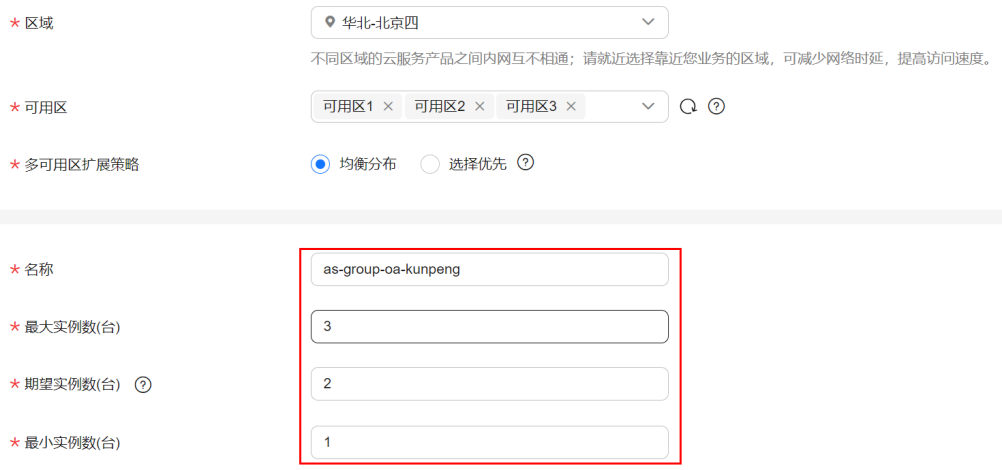 * 区域 华北-北京四
不同区域的云服务产品之间内网互不相通；请就近选择靠近您业务的区域，可减少网络时延，提高访问速度。
* 可用区 可用区1 × 可用区2 × 可用区3 × ?
* 多可用区扩展策略 均衡分布 选择优先 ?
* 名称 as-group-oa-kunpeng
* 最大实例数(台) 3
* 期望实例数(台) ? 2
* 最小实例数(台) 1